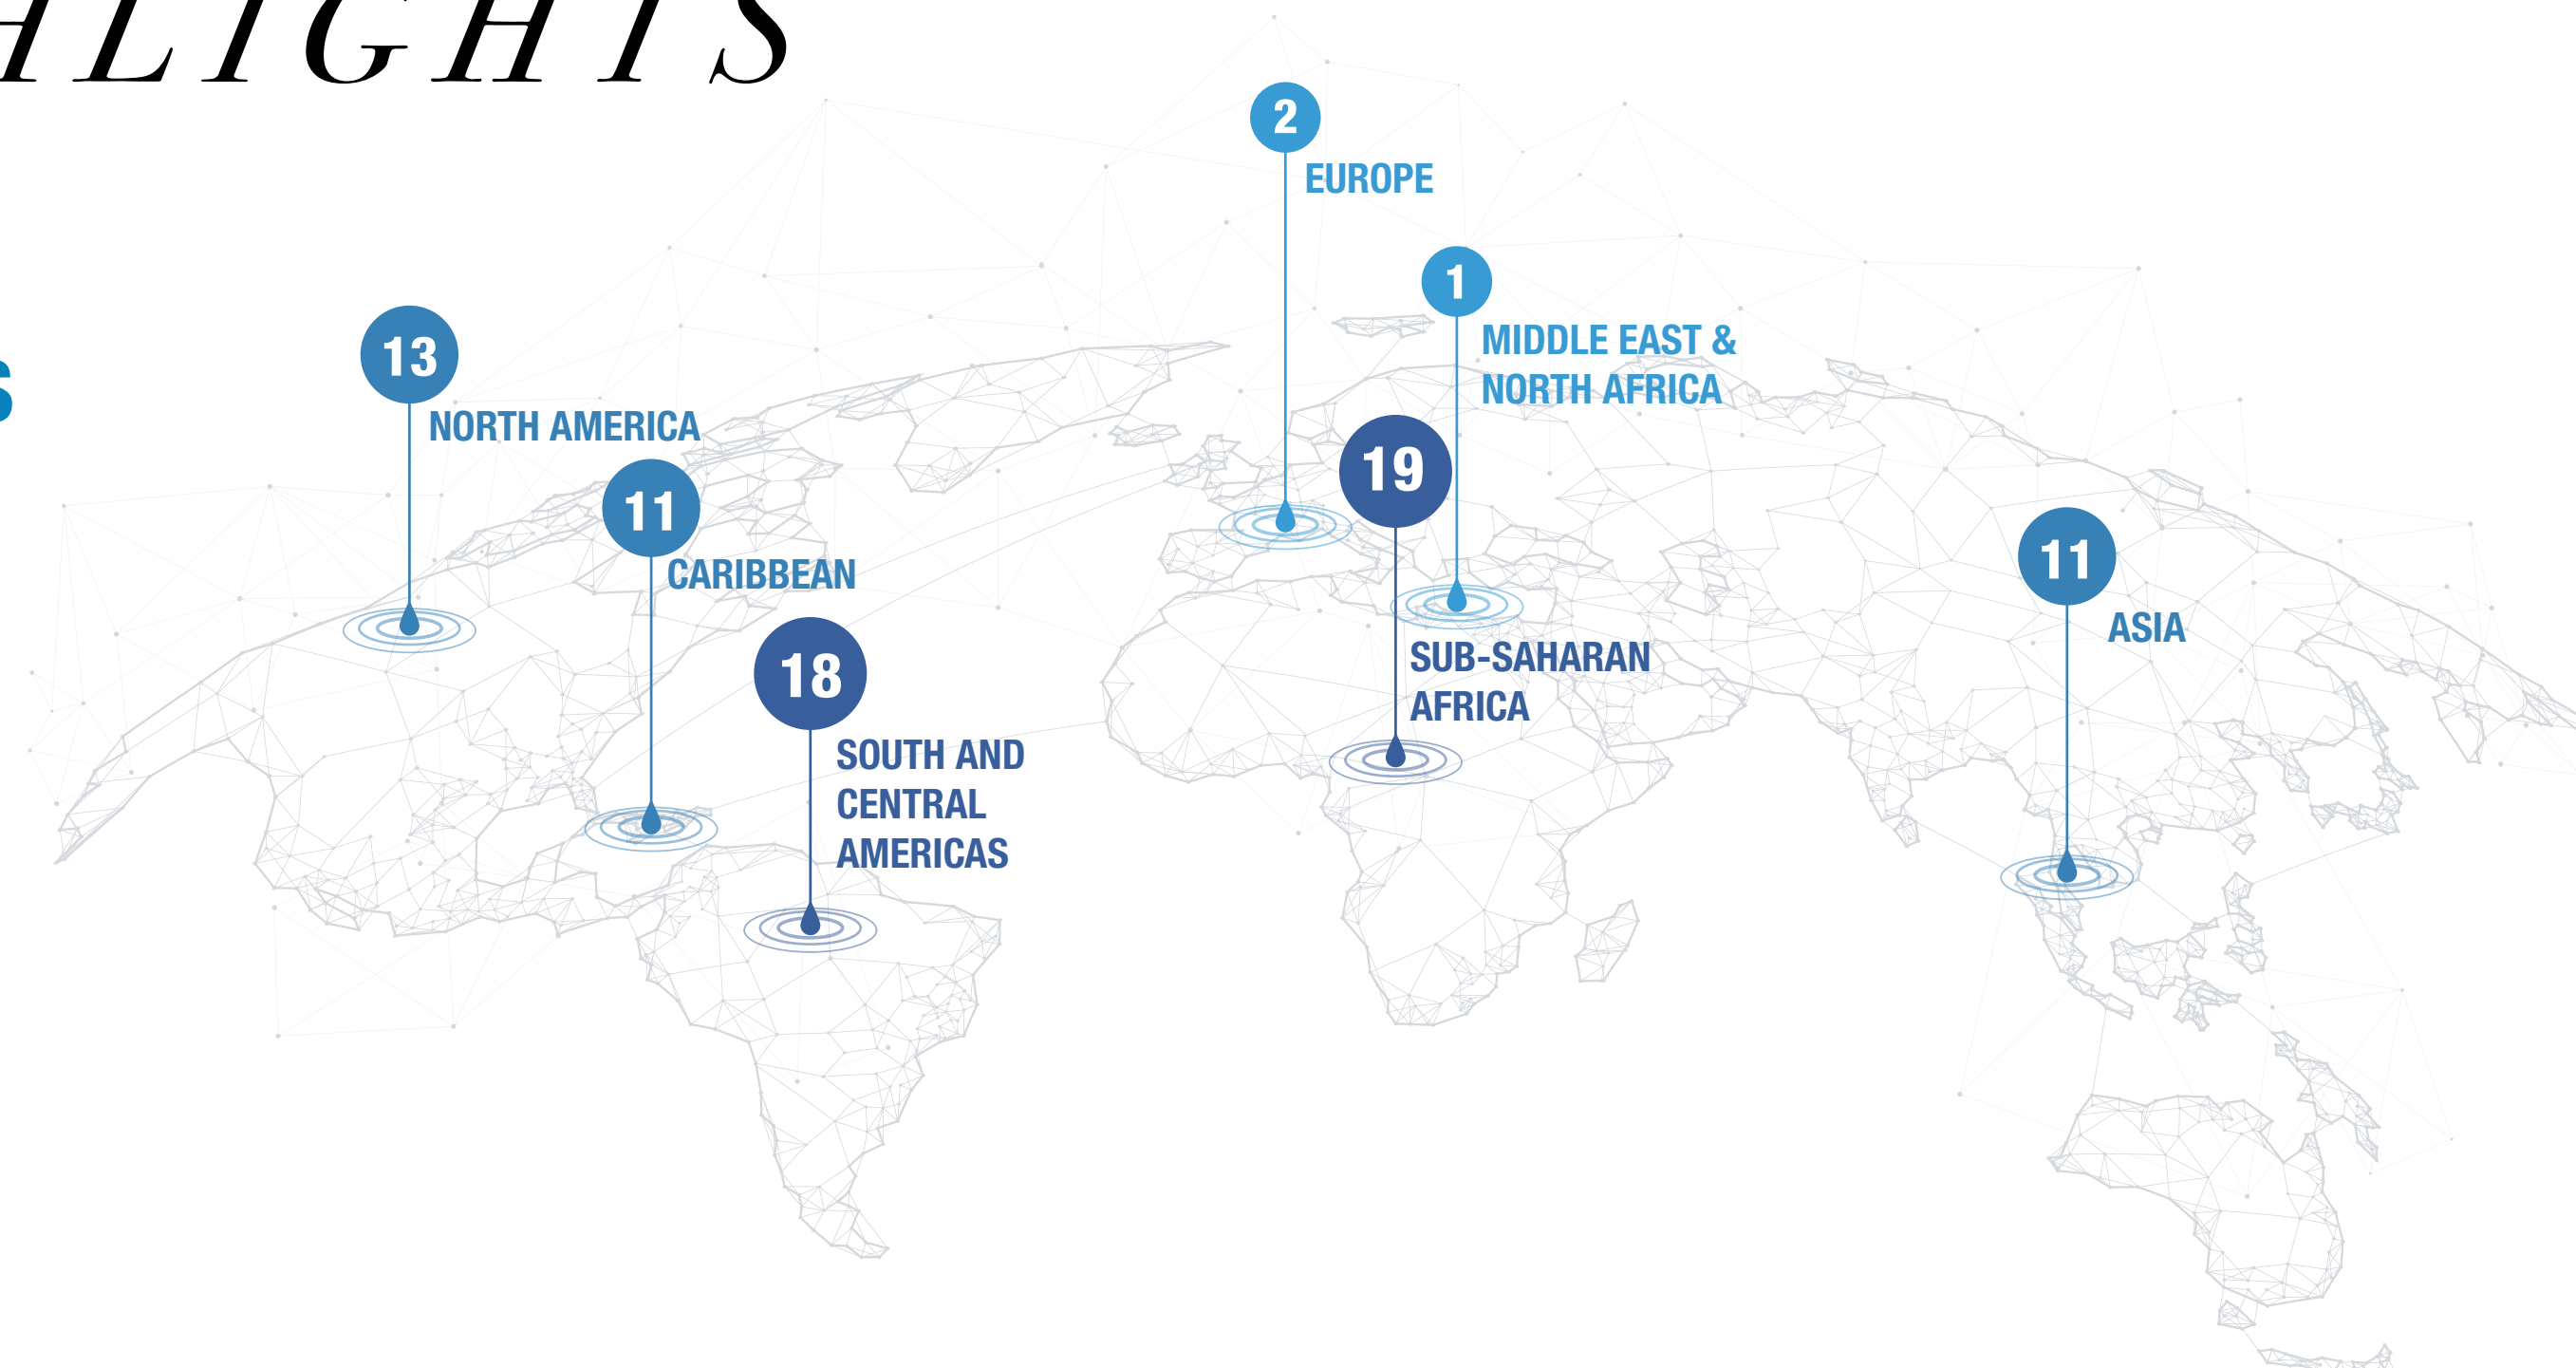 HLIGHTS
S
2
EUROPE
1
MIDDLE EAST &
NORTH AFRICA
13
NORTH AMERICA
19
SUB-SAHARAN
AFRICA
11
CARIBBEAN
11
ASIA
18
SOUTH AND
CENTRAL
AMERICAS